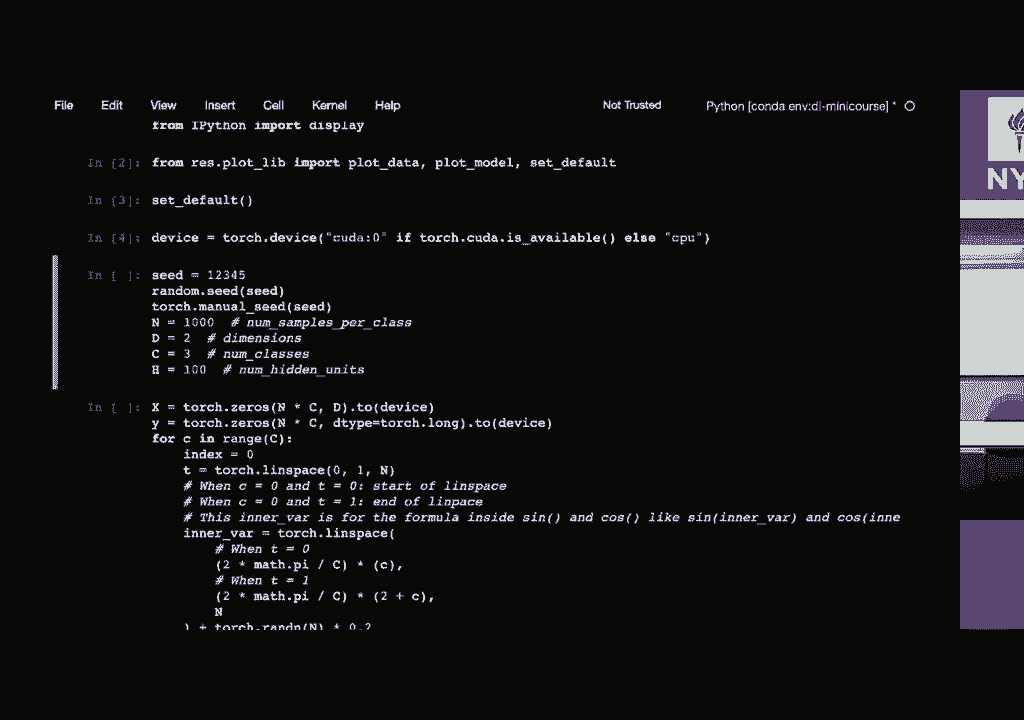 File Edit View Insert Cell Kernel Help Not Trusted Python [conda env:dl-minicourse] *
from IPython import display
In [2]: from res.plot_lib import plot_data, plot_model, set_default
In [3]: set_default()
In [4]: device = torch.device("cuda:0" if torch.cuda.is_available() else "cpu")
In [ ]: seed = 12345
random.seed(seed)
torch.manual_seed(seed)
N = 1000  # num_samples_per_class
D = 2  # dimensions
C = 3  # num_classes
H = 100  # num_hidden_units
In [ ]: X = torch.zeros(N * C, D).to(device)
y = torch.zeros(N * C, dtype=torch.long).to(device)
for c in range(C):
index = 0
t = torch.linspace(0, 1, N)
# When c = 0 and t = 0: start of linspace
# When c = 0 and t = 1: end of linpace
# This inner_var is for the formula inside sin() and cos() like sin(inner_var) and cos(inne
inner_var = torch.linspace(
# When t = 0
(2 * math.pi / C) * (c),
# When t = 1
(2 * math.pi / C) * (2 + c),
N
) + torch.randn(N) * 0.2
NY